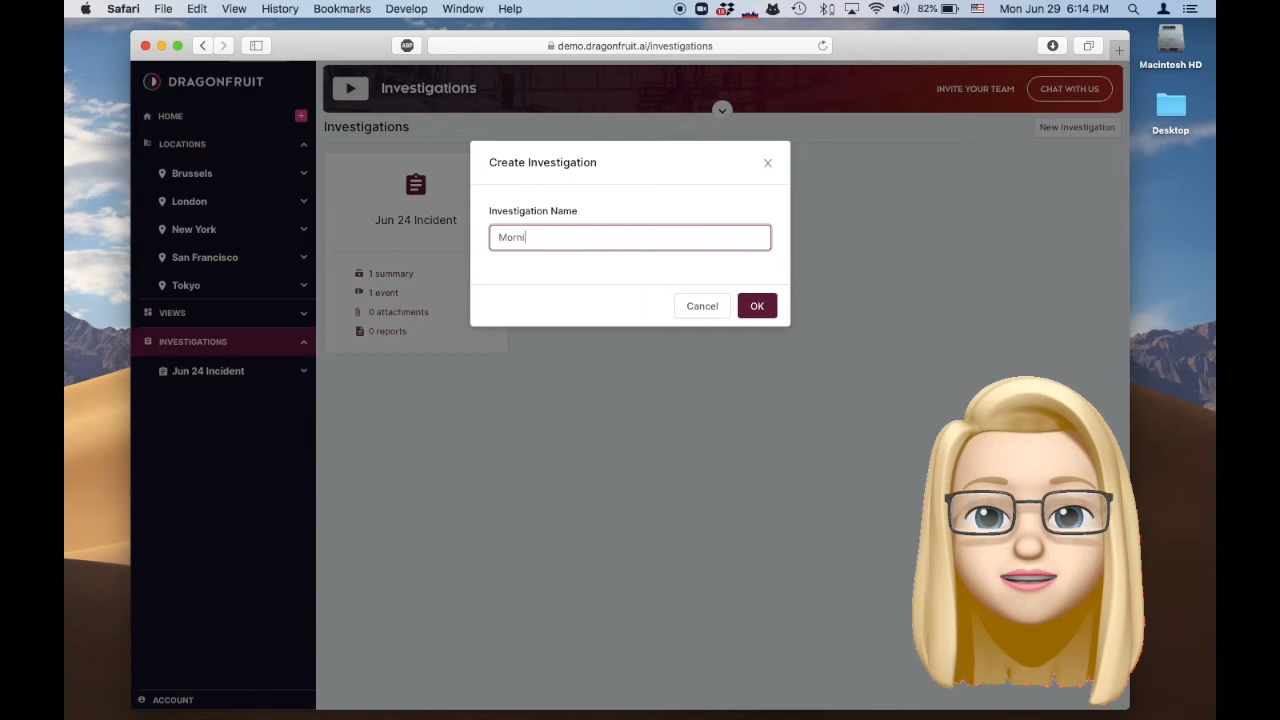 Safari File Edit View History Bookmarks Develop Window Help 13 82% Mon Jun 29 6:14 PM
ABP demo.dragonfruit.ai/investigations
Macintosh HD
Desktop
DRAGONFRUIT
HOME
LOCATIONS
Brussels
London
New York
San Francisco
Tokyo
VIEWS
INVESTIGATIONS
Jun 24 Incident
ACCOUNT
Investigations
INVITE YOUR TEAM
CHAT WITH US
Investigations
New Investigation
Jun 24 Incident
1 summary
1 event
0 attachments
0 reports
Create Investigation
Investigation Name
Morni
Cancel OK